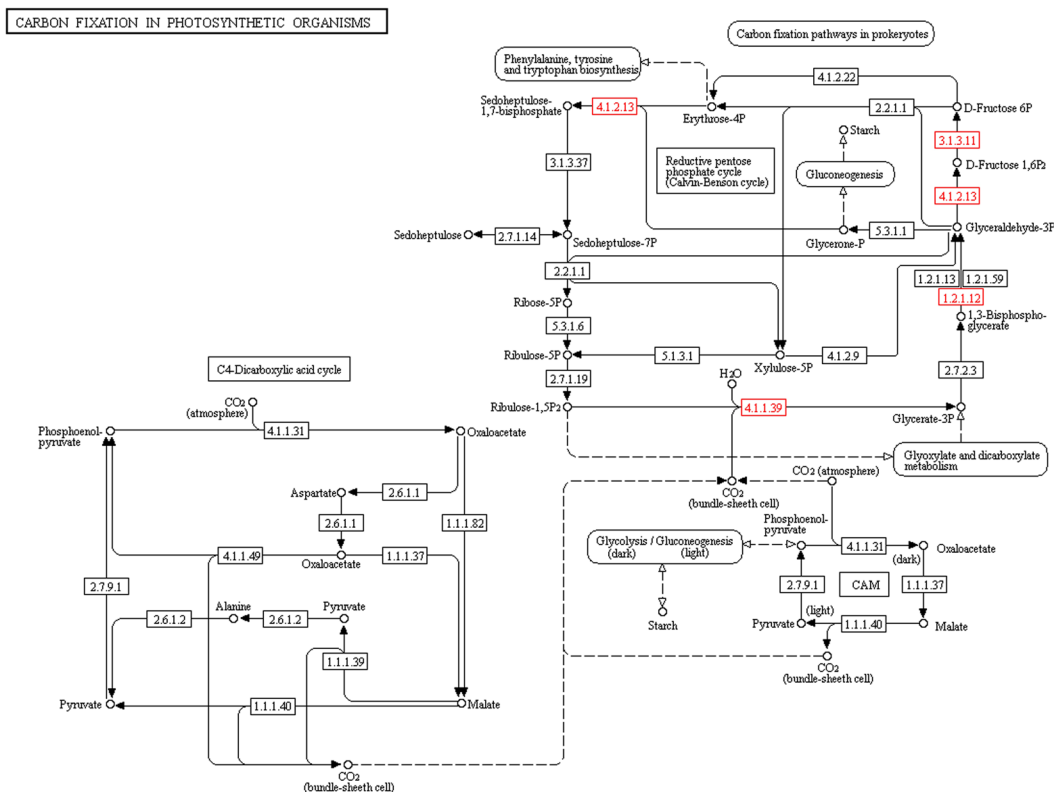 CARBON FIXATION IN PHOTOSYNTHETIC ORGANISMS
Carbon fixation pathways in prokeryotes
Phenylalanine, tyrosine
and tryptophan biosynthesis
4.1.2.22
Sedoheptulose-
1,7-bisphosphate
4.1.2.13
Erythrose-4P
2.2.1.1
D-Fructose 6P
Starch
3.1.3.11
3.1.3.37
Reductive pentose
phosphate cycle
(Calvin-Benson cycle)
Gluconeogenesis
D-Fructose 1,6P2
4.1.2.13
Sedoheptulose
2.7.1.14
Sedoheptulose-7P
Glycerone-P
5.3.1.1
Glyceraldehyde-3P
2.2.1.1
1.2.1.13
1.2.1.59
1.2.1.12
Ribose-5P
5.3.1.6
1,3-Bisphospho-
glycerate
Ribulose-5P
5.1.3.1
Xylulose-5P
4.1.2.9
2.7.2.3
2.7.1.19
H2O
Ribulose-1,5P2
4.1.1.39
Glycerate-3P
Glyoxylate and dicarboxylate
metabolism
C4-Dicarboxylic acid cycle
CO2
(atmosphere)
Phosphoenol-
pyruvate
4.1.1.31
Oxaloacetate
Aspartate
2.6.1.1
2.6.1.1
1.1.1.82
4.1.1.49
Oxaloacetate
1.1.1.37
2.7.9.1
Alanine
Pyruvate
2.6.1.2
2.6.1.2
1.1.1.39
Pyruvate
1.1.1.40
Malate
CO2
(bundle-sheeth cell)
CO2 (atmosphere)
CO2
(bundle-sheeth cell)
Phosphoenol-
pyruvate
Glycolysis / Gluconeogenesis
(dark) (light)
4.1.1.31
Oxaloacetate
(dark)
2.7.9.1
CAM
1.1.1.37
Starch
(light)
Pyruvate
1.1.1.40
Malate
CO2
(bundle-sheeth cell)